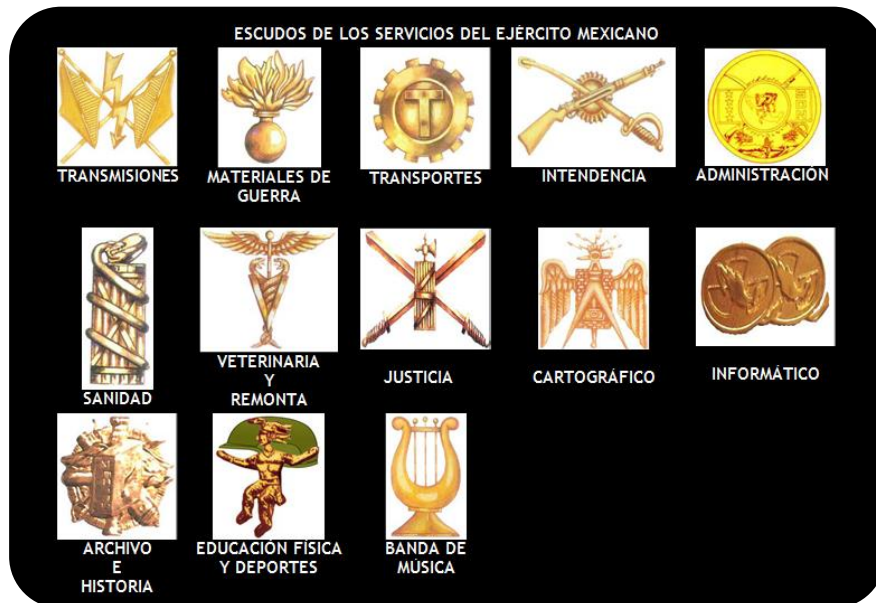 ESCUDOS DE LOS SERVICIOS DEL EJÉRCITO MEXICANO
TRANSMISIONES
MATERIALES DE
GUERRA
TRANSPORTES
T
INTENDENCIA
ADMINISTRACIÓN
SANIDAD
VETERINARIA
Y
REMONTA
JUSTICIA
CARTOGRÁFICO
INFORMÁTICO
ARCHIVO
E
HISTORIA
EDUCACIÓN FÍSICA
Y DEPORTES
BANDA DE
MÚSICA